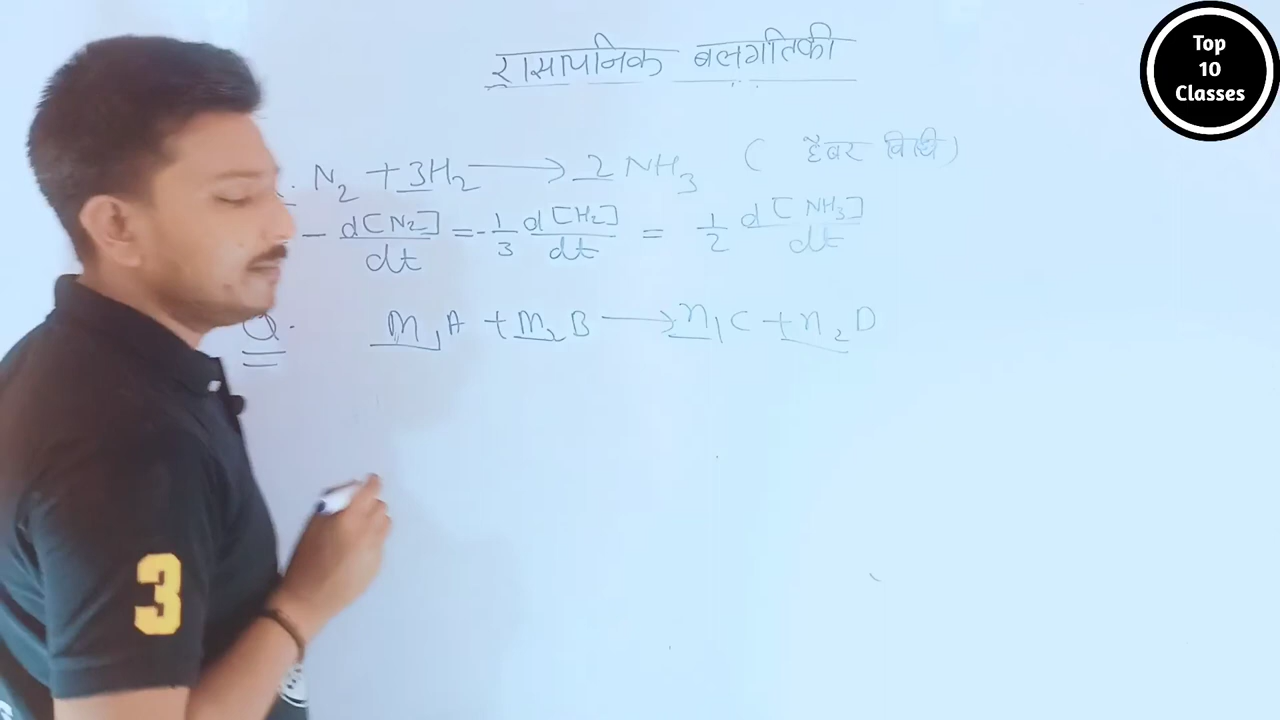 रासायनिक बलगतिकी
N₂ + 3H₂ ⟶ 2NH₃ ( हैबर विधि )
- d[N₂]/dt = -1/3 d[H₂]/dt = 1/2 d[NH₃]/dt
Q. m₁A + m₂B ⟶ n₁C + n₂D
Top
10
Classes
3